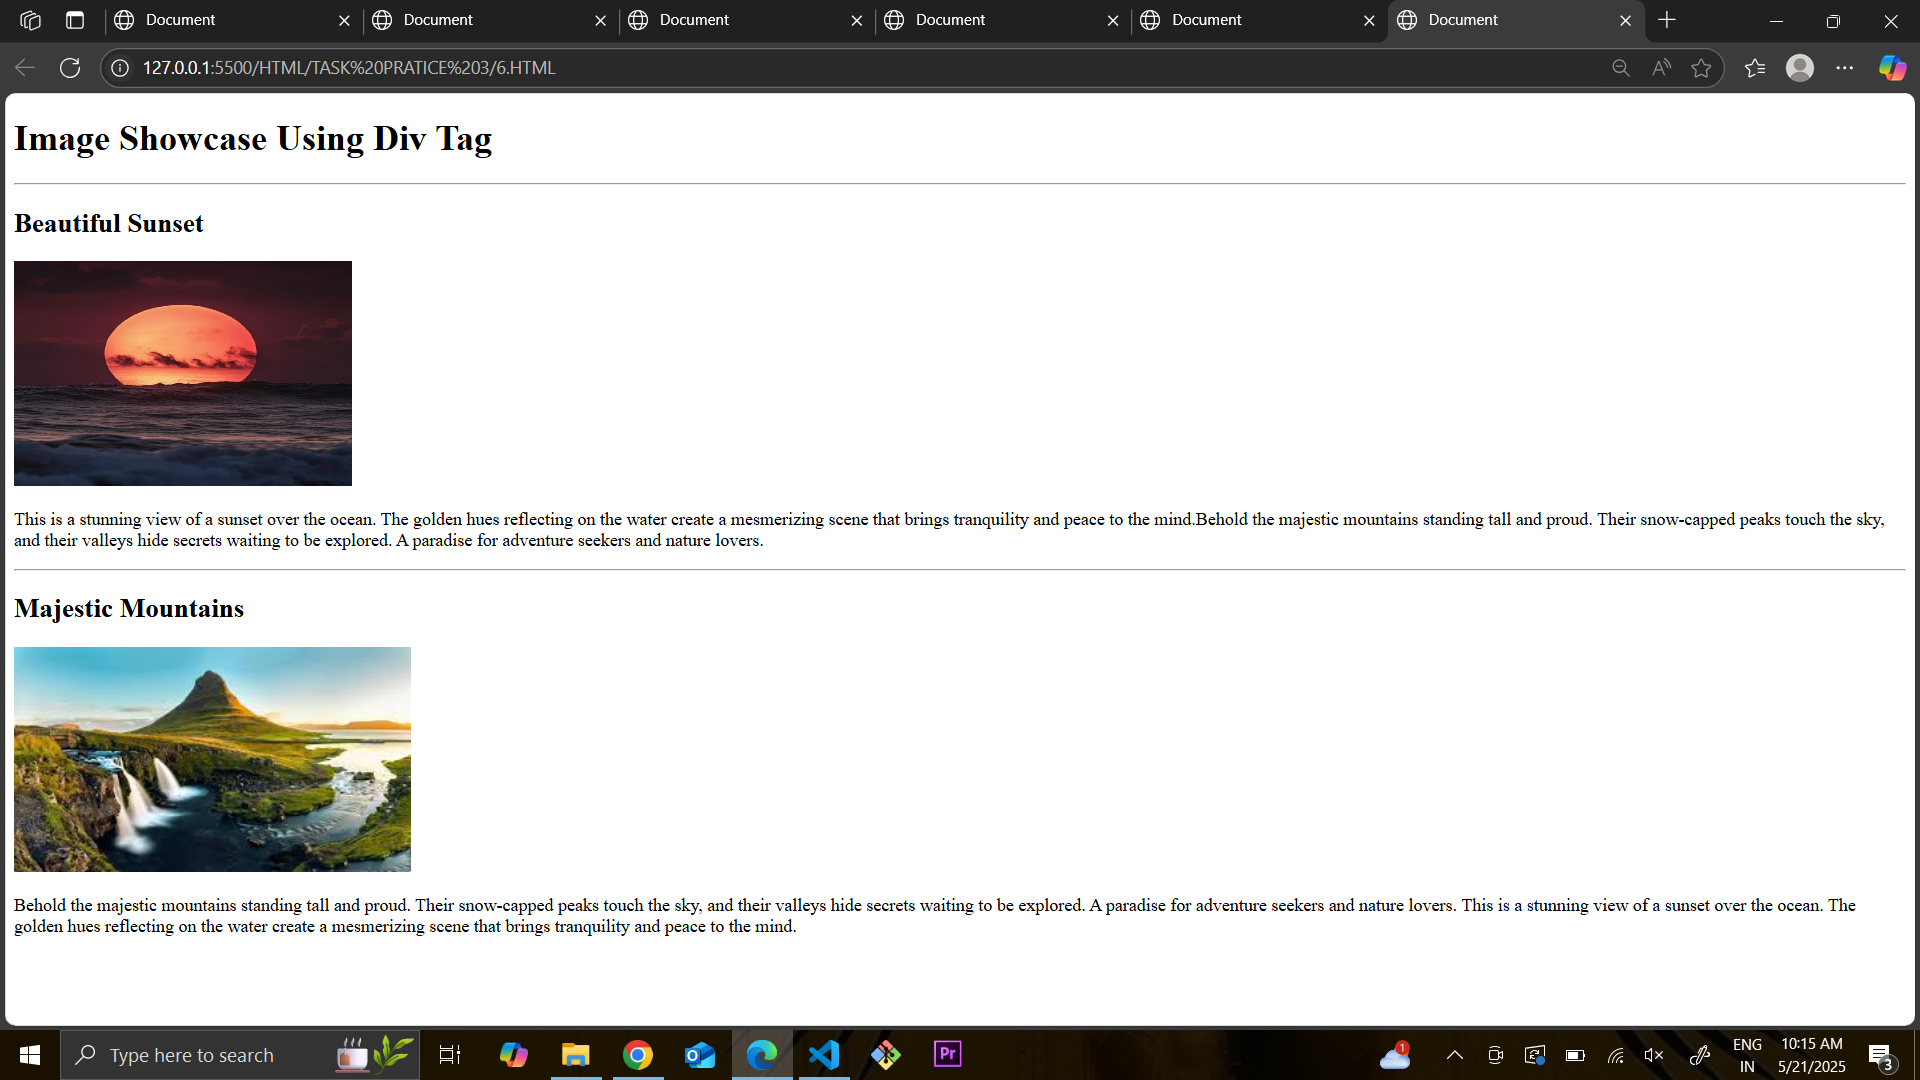 Document
Document
Document
Document
Document
Document
127.0.0.1:5500/HTML/TASK%20PRATICE%203/6.HTML
Image Showcase Using Div Tag
Beautiful Sunset
This is a stunning view of a sunset over the ocean. The golden hues reflecting on the water create a mesmerizing scene that brings tranquility and peace to the mind.Behold the majestic mountains standing tall and proud. Their snow-capped peaks touch the sky,
and their valleys hide secrets waiting to be explored. A paradise for adventure seekers and nature lovers.
Majestic Mountains
Behold the majestic mountains standing tall and proud. Their snow-capped peaks touch the sky, and their valleys hide secrets waiting to be explored. A paradise for adventure seekers and nature lovers. This is a stunning view of a sunset over the ocean. The
golden hues reflecting on the water create a mesmerizing scene that brings tranquility and peace to the mind.
Type here to search
Pr
1
ENG
IN
10:15 AM
5/21/2025
3